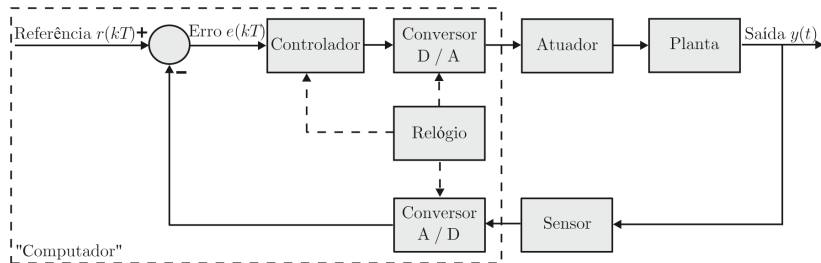 Referência r(kT)
+
−
Erro e(kT)
Controlador
Conversor
D / A
Atuador
Planta
Saída y(t)
Relógio
Conversor
A / D
Sensor
"Computador"